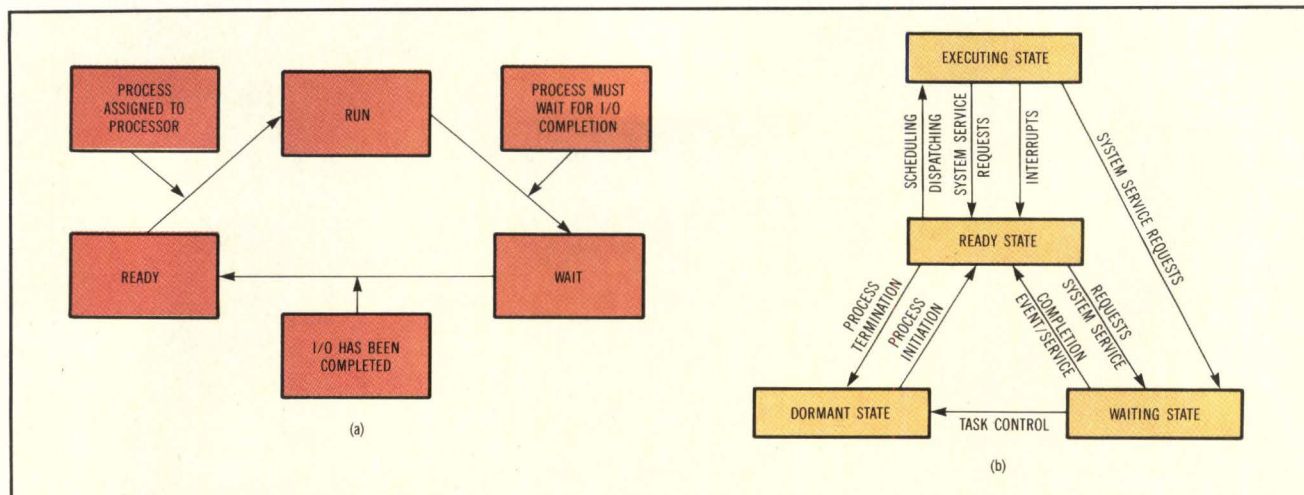 PROCESS
ASSIGNED TO
PROCESSOR
RUN
PROCESS MUST
WAIT FOR I/O
COMPLETION
READY
WAIT
I/O HAS BEEN
COMPLETED
(a)
EXECUTING STATE
SCHEDULING
DISPATCHING
SYSTEM SERVICE
REQUESTS
INTERRUPTS
SYSTEM SERVICE REQUESTS
READY STATE
PROCESS
TERMINATION
PROCESS
INITIATION
REQUESTS
SYSTEM SERVICE
COMPLETION
EVENT/SERVICE
DORMANT STATE
TASK CONTROL
WAITING STATE
(b)